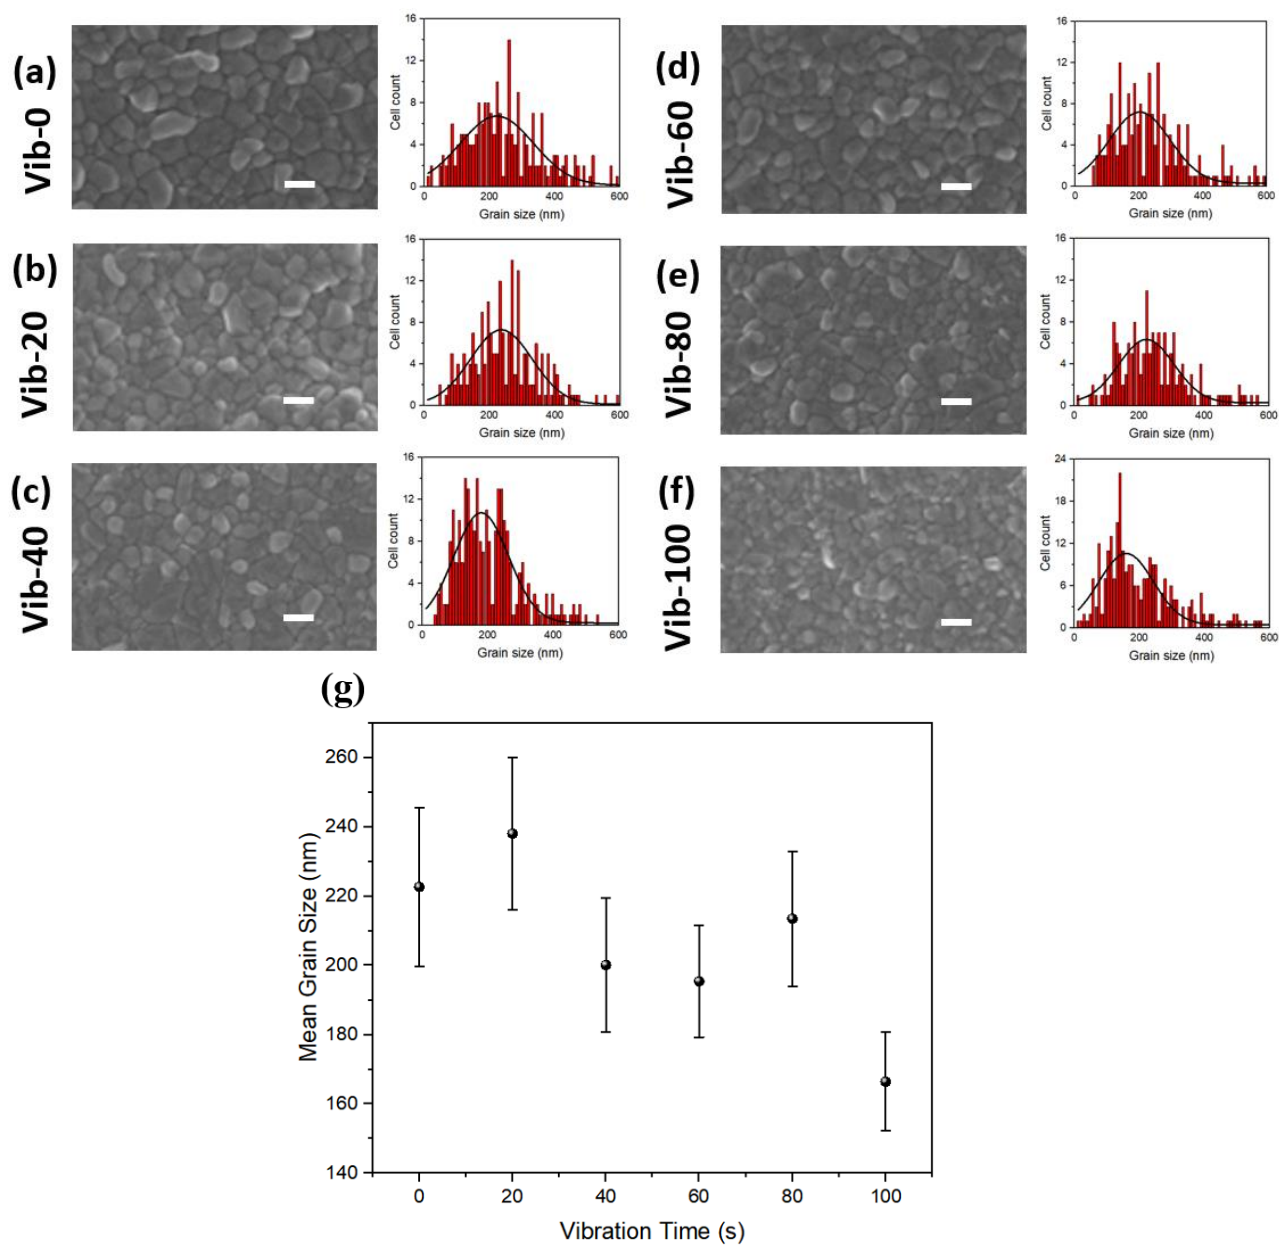 (a)
Vib-0
16
12
8
4
0
Cell count
0
200
400
600
Grain size (nm)
(d)
Vib-60
16
12
8
4
0
Cell count
0
200
400
600
Grain size (nm)
(b)
Vib-20
16
12
8
4
0
Cell count
0
200
400
600
Grain size (nm)
(e)
Vib-80
16
12
8
4
0
Cell count
0
200
400
600
Grain size (nm)
(c)
Vib-40
16
12
8
4
0
Cell count
0
200
400
600
Grain size (nm)
(f)
Vib-100
24
18
12
6
0
Cell count
0
200
400
600
Grain size (nm)
(g)
260
240
220
200
180
160
140
Mean Grain Size (nm)
0
20
40
60
80
100
Vibration Time (s)